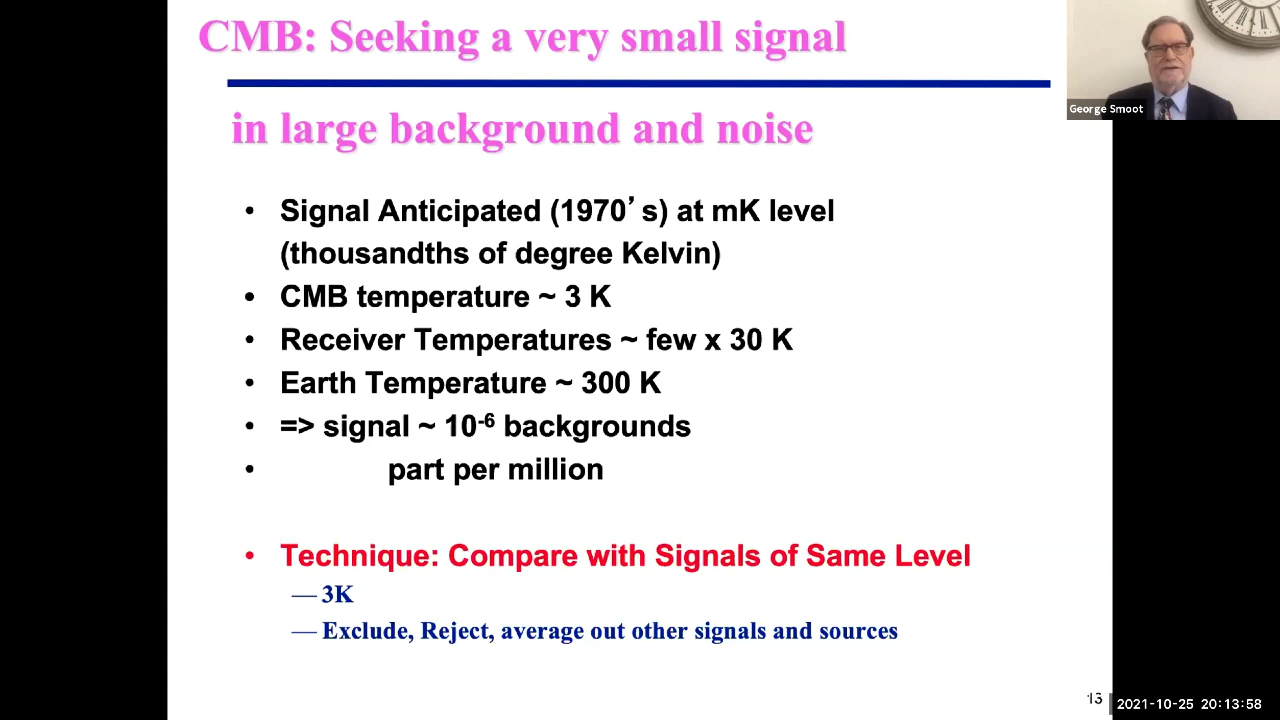 CMB: Seeking a very small signal
in large background and noise
George Smoot
• Signal Anticipated (1970’s) at mK level
(thousandths of degree Kelvin)
• CMB temperature ~ 3 K
• Receiver Temperatures ~ few x 30 K
• Earth Temperature ~ 300 K
• => signal ~ 10⁻⁶ backgrounds
• part per million
• Technique: Compare with Signals of Same Level
— 3K
— Exclude, Reject, average out other signals and sources
13
2021-10-25 20:13:58